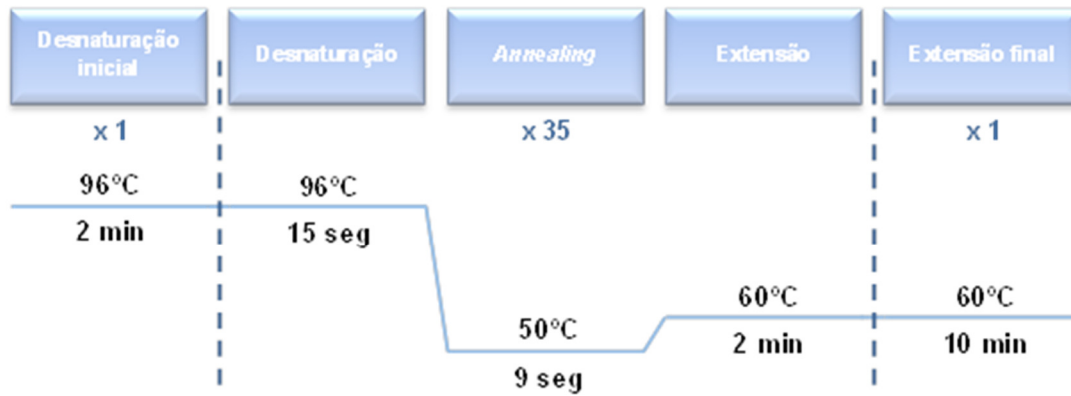 Desnaturação
inicial
Desnaturação
Annealing
Extensão
Extensão final
x 1
x 35
x 1
96°C
2 min
96°C
15 seg
50°C
9 seg
60°C
2 min
60°C
10 min